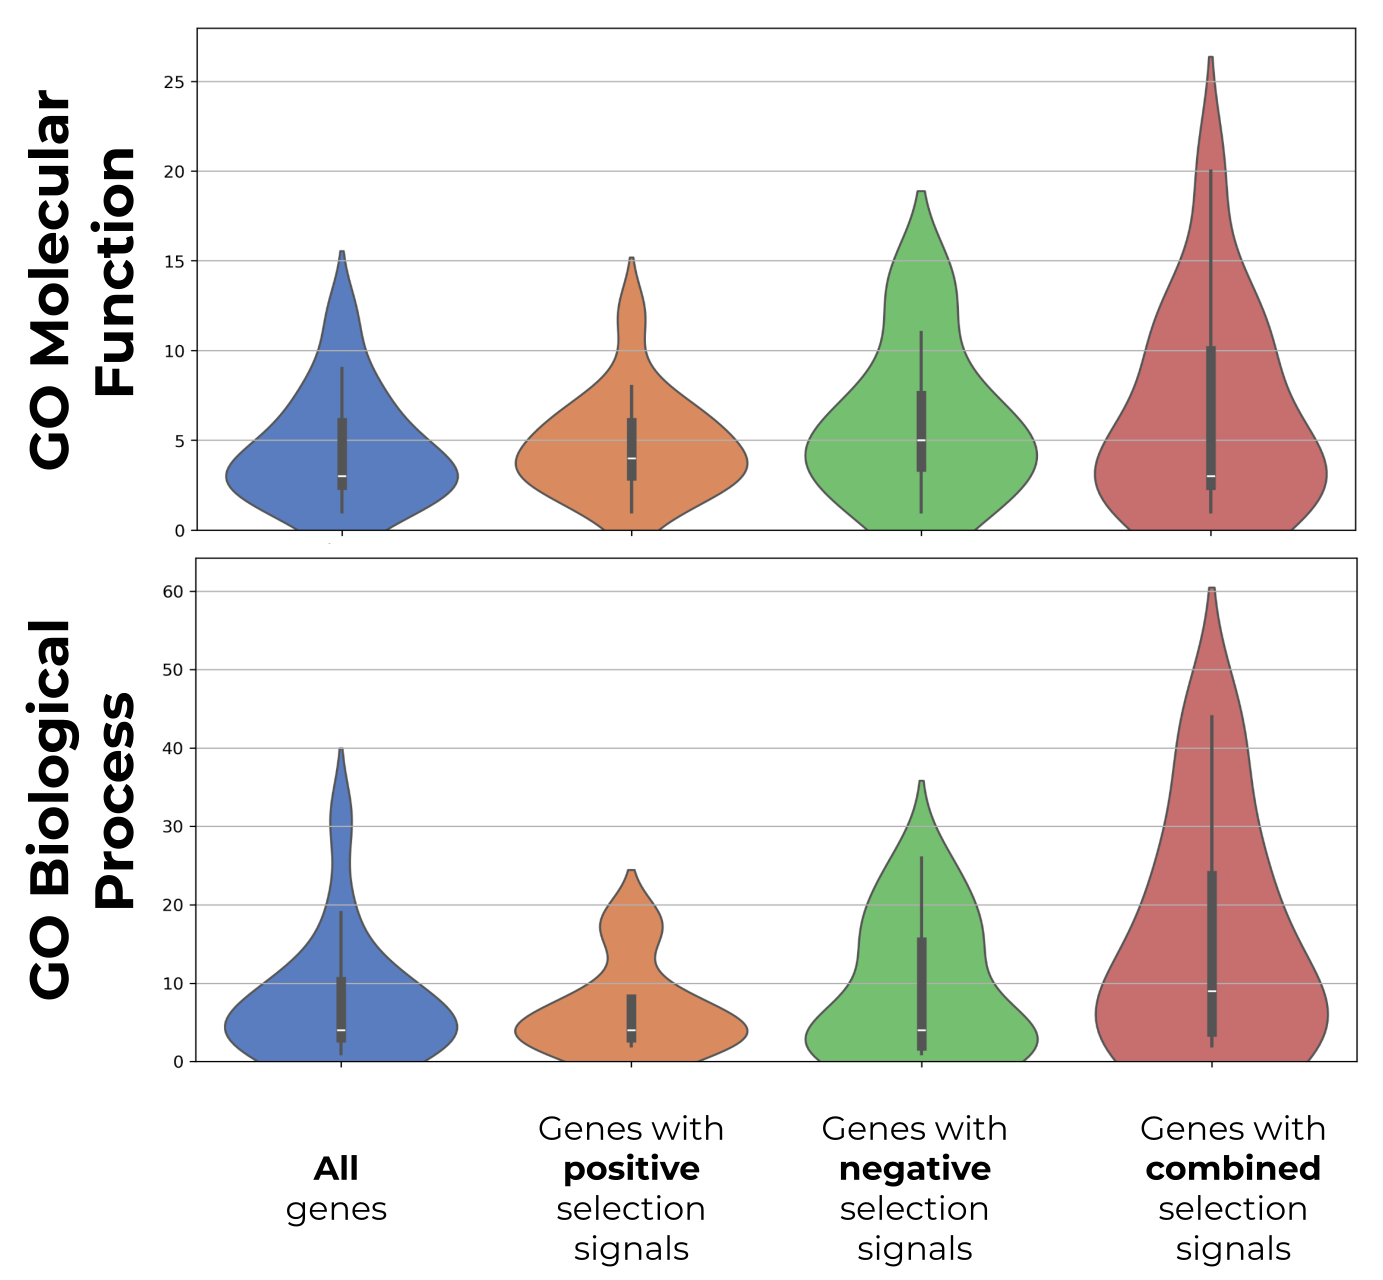 GO Molecular
Function
25
20
15
10
5
0
GO Biological
Process
60
50
40
30
20
10
0
All
genes
Genes with
positive
selection
signals
Genes with
negative
selection
signals
Genes with
combined
selection
signals